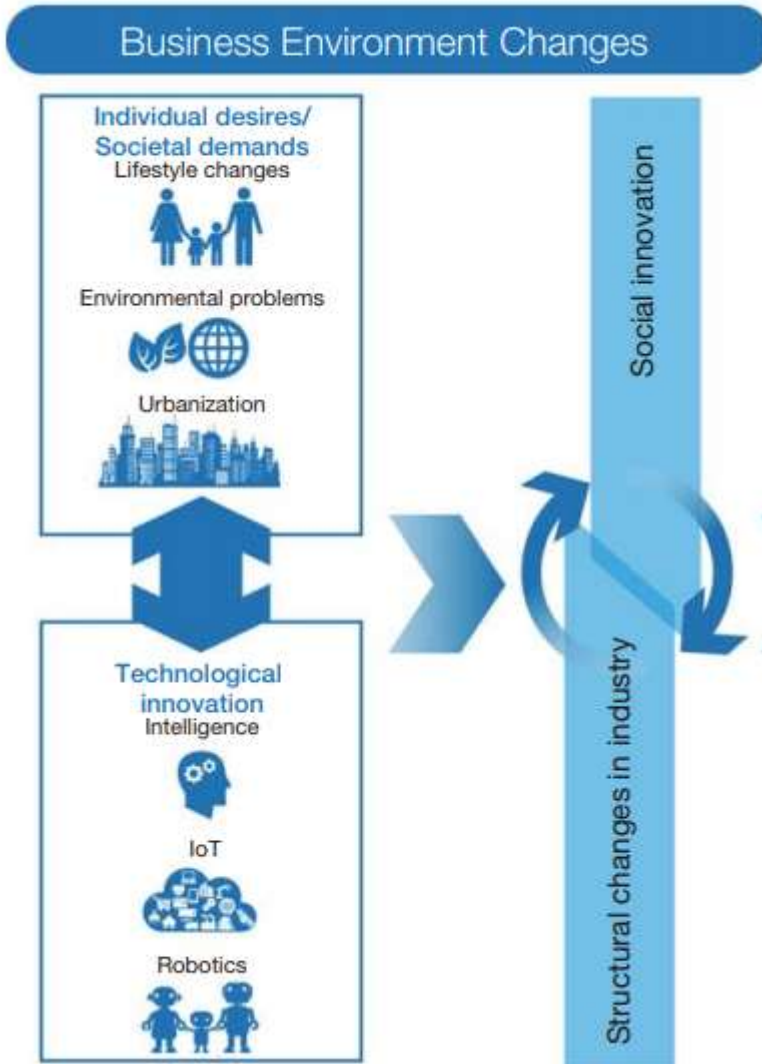 Business Environment Changes
Individual desires/
Societal demands
Lifestyle changes
Environmental problems
Urbanization
Technological
innovation
Intelligence
IoT
Robotics
Social innovation
Structural changes in industry